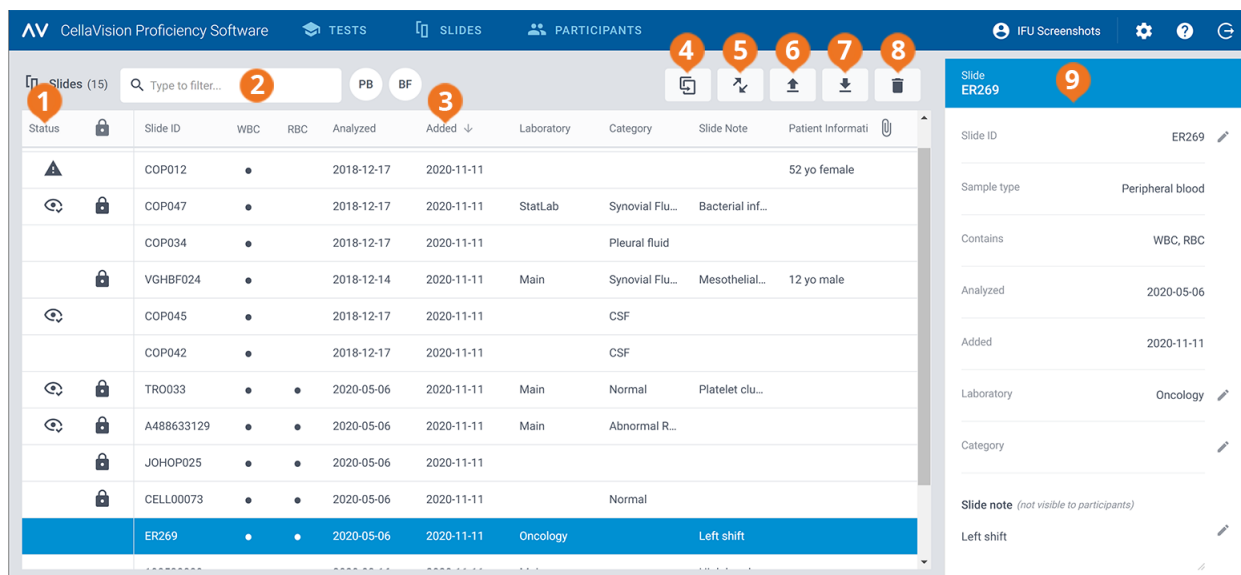 CellaVision Proficiency Software TESTS SLIDES PARTICIPANTS IFU Screenshots
4 5 6 7 8
Slides (15) Type to filter... 2 PB BF
1 3
Status Slide ID WBC RBC Analyzed Added Laboratory Category Slide Note Patient Informati
COP012 2018-12-17 2020-11-11 52 yo female
COP047 2018-12-17 2020-11-11 StatLab Synovial Flu... Bacterial inf...
COP034 2018-12-17 2020-11-11 Pleural fluid
VGHBF024 2018-12-14 2020-11-11 Main Synovial Flu... Mesothelial... 12 yo male
COP045 2018-12-17 2020-11-11 CSF
COP042 2018-12-17 2020-11-11 CSF
TRO033 2020-05-06 2020-11-11 Main Normal Platelet clu...
A488633129 2020-05-06 2020-11-11 Main Abnormal R...
JOHOP025 2020-05-06 2020-11-11
CELL00073 2020-05-06 2020-11-11 Normal
ER269 2020-05-06 2020-11-11 Oncology Left shift
Slide
ER269 9
Slide ID ER269
Sample type Peripheral blood
Contains WBC, RBC
Analyzed 2020-05-06
Added 2020-11-11
Laboratory Oncology
Category
Slide note (not visible to participants)
Left shift